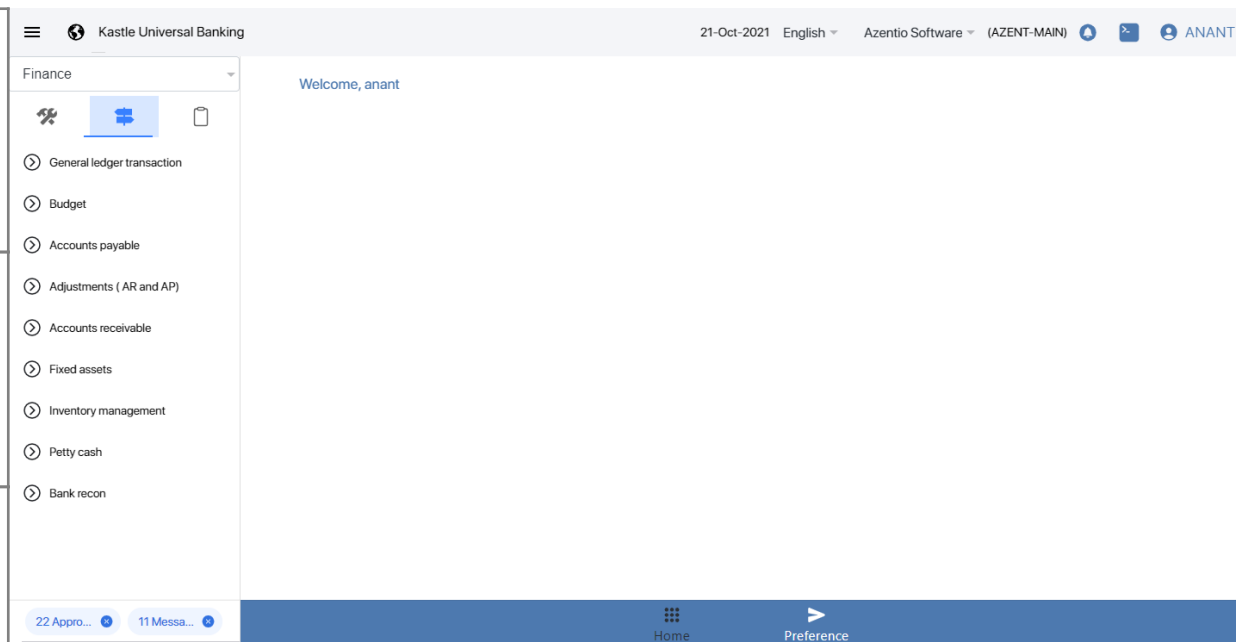 Kastle Universal Banking
21-Oct-2021 English Azentio Software (AZENT-MAIN) ANANT
Finance
Welcome, anant
General ledger transaction
Budget
Accounts payable
Adjustments ( AR and AP)
Accounts receivable
Fixed assets
Inventory management
Petty cash
Bank recon
22 Appro... 11 Messa...
Home Preference